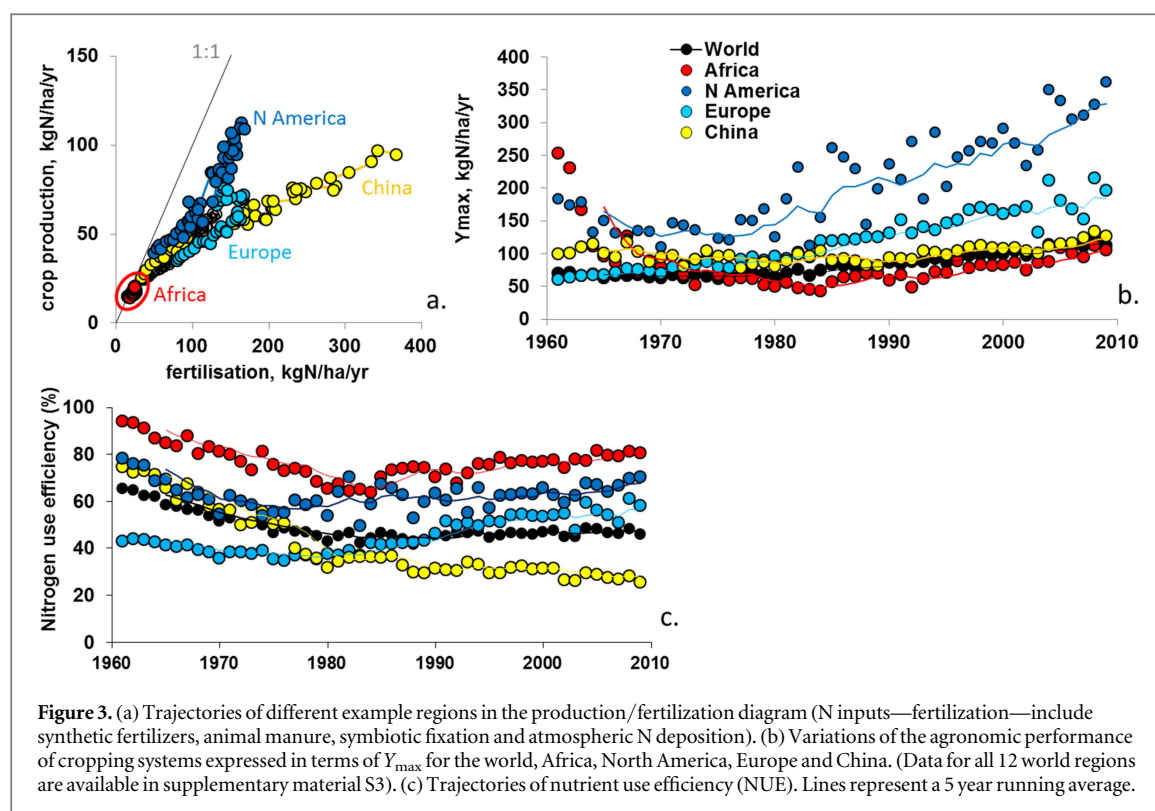 1:1
150
100
50
0
crop production, kgN/ha/yr
N America
China
Europe
Africa
a.
0 100 200 300 400
fertilisation, kgN/ha/yr
World
Africa
N America
Europe
China
400
350
300
250
200
150
100
50
0
Ymax, kgN/ha/yr
b.
1960 1970 1980 1990 2000 2010
100
80
60
40
20
0
Nitrogen use efficiency (%)
c.
1960 1970 1980 1990 2000 2010
Figure 3. (a) Trajectories of different example regions in the production/fertilization diagram (N inputs—fertilization—include
synthetic fertilizers, animal manure, symbiotic fixation and atmospheric N deposition). (b) Variations of the agronomic performance
of cropping systems expressed in terms of Ymax for the world, Africa, North America, Europe and China. (Data for all 12 world regions
are available in supplementary material S3). (c) Trajectories of nutrient use efficiency (NUE). Lines represent a 5 year running average.